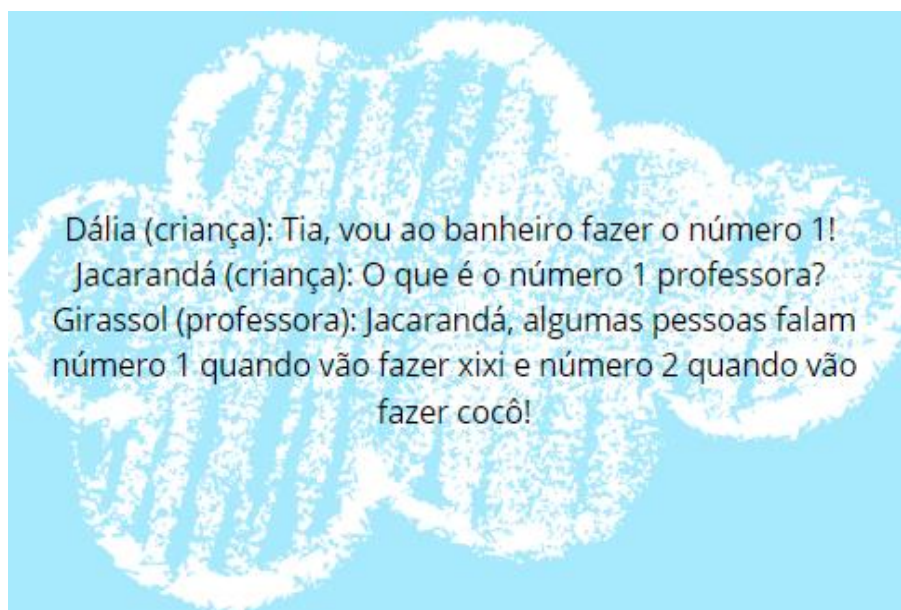 Dália (criança): Tia, vou ao banheiro fazer o número 1!
Jacarandá (criança): O que é o número 1 professora?
Girassol (professora): Jacarandá, algumas pessoas falam
número 1 quando vão fazer xixi e número 2 quando vão
fazer cocô!